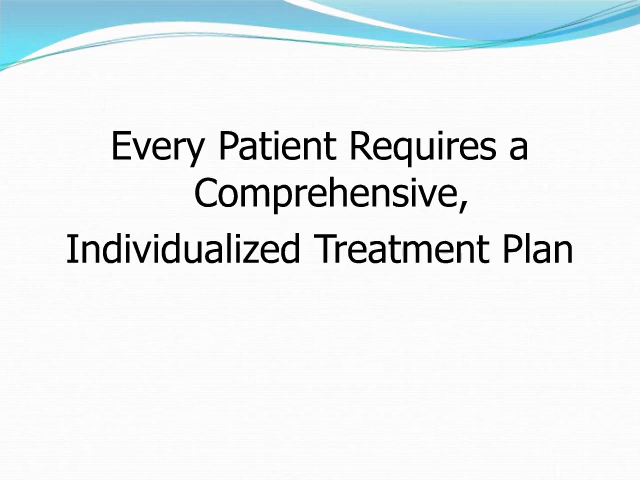 Every Patient Requires a
Comprehensive,
Individualized Treatment Plan